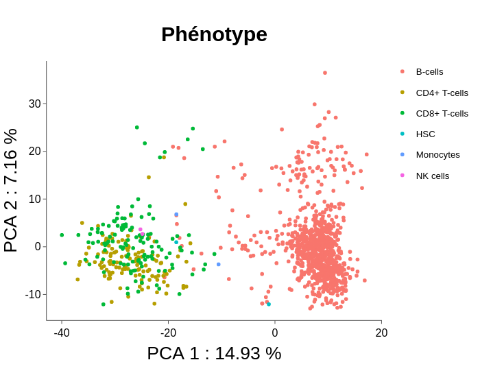 Phénotype
B-cells
CD4+ T-cells
CD8+ T-cells
HSC
Monocytes
NK cells
PCA 2 : 7.16 %
30
20
10
0
-10
-40
-20
0
20
PCA 1 : 14.93 %